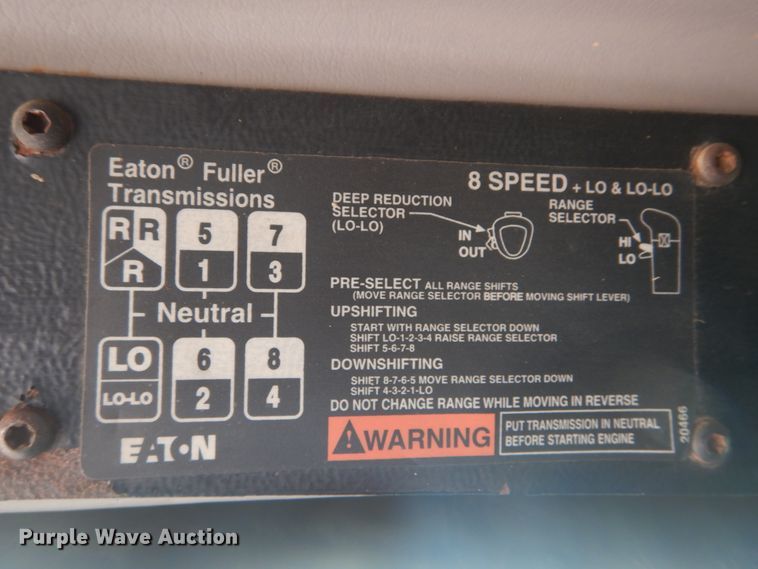 Eaton® Fuller®
Transmissions
8 SPEED + LO & LO-LO
DEEP REDUCTION
SELECTOR
(LO-LO)
IN
OUT
RANGE
SELECTOR
HI
LO
R R 5 7
R 1 3
Neutral
LO 6 8
LO-LO 2 4
PRE-SELECT ALL RANGE SHIFTS
(MOVE RANGE SELECTOR BEFORE MOVING SHIFT LEVER)
UPSHIFTING
START WITH RANGE SELECTOR DOWN
SHIFT LO-1-2-3-4 RAISE RANGE SELECTOR
SHIFT 5-6-7-8
DOWNSHIFTING
SHIFT 8-7-6-5 MOVE RANGE SELECTOR DOWN
SHIFT 4-3-2-1-LO
DO NOT CHANGE RANGE WHILE MOVING IN REVERSE
WARNING
PUT TRANSMISSION IN NEUTRAL
BEFORE STARTING ENGINE
20466
EATON
Purple Wave Auction